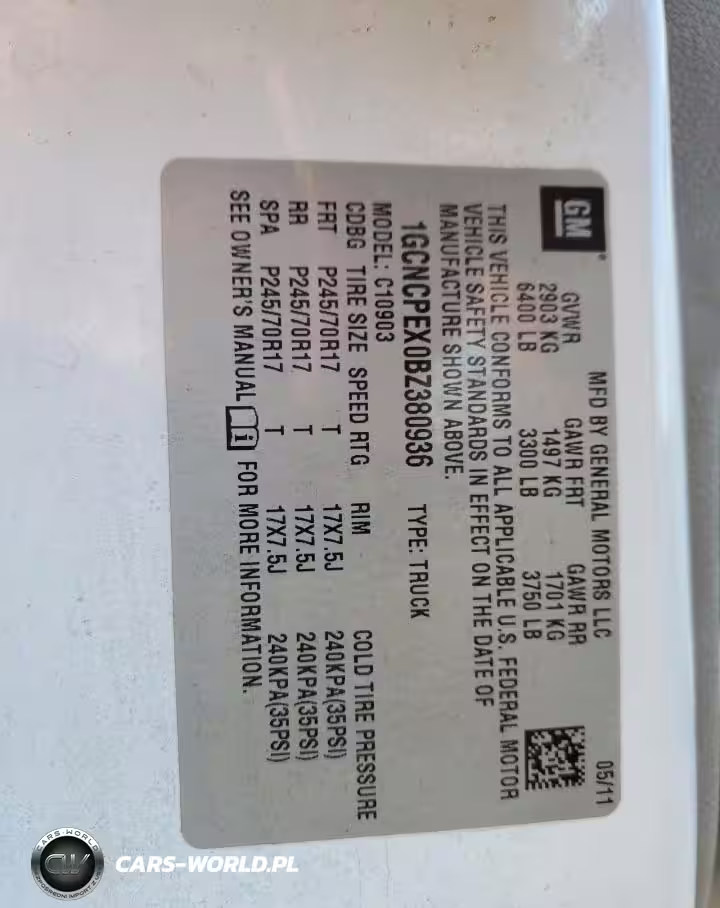 GM
MFD BY GENERAL MOTORS LLC 05/11
GVWR GAWR FRT GAWR RR
2903 KG 1497 KG 1701 KG
6400 LB 3300 LB 3750 LB
THIS VEHICLE CONFORMS TO ALL APPLICABLE U.S. FEDERAL MOTOR
VEHICLE SAFETY STANDARDS IN EFFECT ON THE DATE OF
MANUFACTURE SHOWN ABOVE.
1GCNCPEX0BZ380936 TYPE: TRUCK
MODEL: C10903
CDBG TIRE SIZE SPEED RTG RIM COLD TIRE PRESSURE
FRT P245/70R17 T 17X7.5J 240KPA(35PSI)
RR P245/70R17 T 17X7.5J 240KPA(35PSI)
SPA P245/70R17 T 17X7.5J 240KPA(35PSI)
SEE OWNER'S MANUAL FOR MORE INFORMATION.
CARS-WORLD
CW
CARS-WORLD.PL